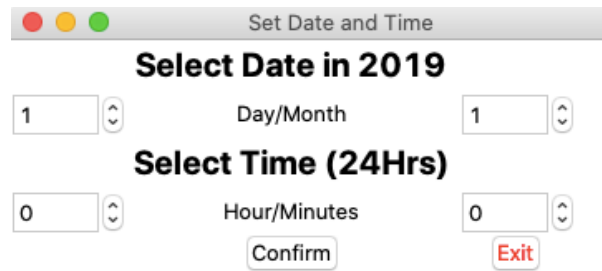 Set Date and Time
Select Date in 2019
1 Day/Month 1
Select Time (24Hrs)
0 Hour/Minutes 0
Confirm Exit